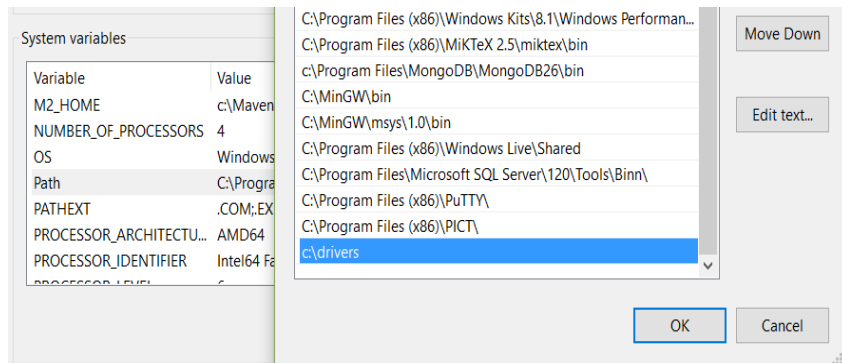 System variables
Variable Value
M2_HOME c:\Maven
NUMBER_OF_PROCESSORS 4
OS Windows
Path C:\Progra
PATHEXT .COM;.EX
PROCESSOR_ARCHITECTU... AMD64
PROCESSOR_IDENTIFIER Intel64 Fa
C:\Program Files (x86)\Windows Kits\8.1\Windows Performan...
C:\Program Files (x86)\MiKTeX 2.5\miktex\bin
c:\Program Files\MongoDB\MongoDB26\bin
C:\MinGW\bin
C:\MinGW\msys\1.0\bin
C:\Program Files (x86)\Windows Live\Shared
C:\Program Files\Microsoft SQL Server\120\Tools\Binn\
C:\Program Files (x86)\PuTTY\
C:\Program Files (x86)\PICT\
c:\drivers
Move Down
Edit text...
OK
Cancel